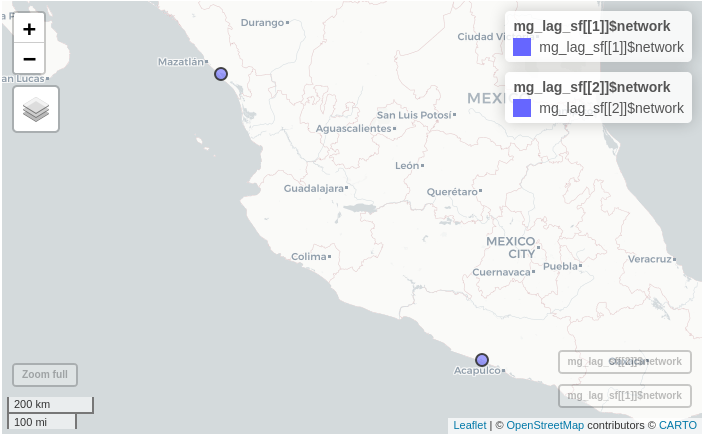 Durango
Ciudad Vi
+
Mazatlán
−
an Lucas
mg_lag_sf[[1]]$network
mg_lag_sf[[1]]$network
mg_lag_sf[[2]]$network
mg_lag_sf[[2]]$network
MEX
San Luis Potosí
Aguascalientes
León
Guadalajara
Querétaro
MEXICO
CITY
Colima
Cuernavaca
Puebla
Veracruz
Acapulco
Zoom full
mg_lag_sf[[2]]$network
mg_lag_sf[[1]]$network
200 km
100 mi
Leaflet | © OpenStreetMap contributors © CARTO